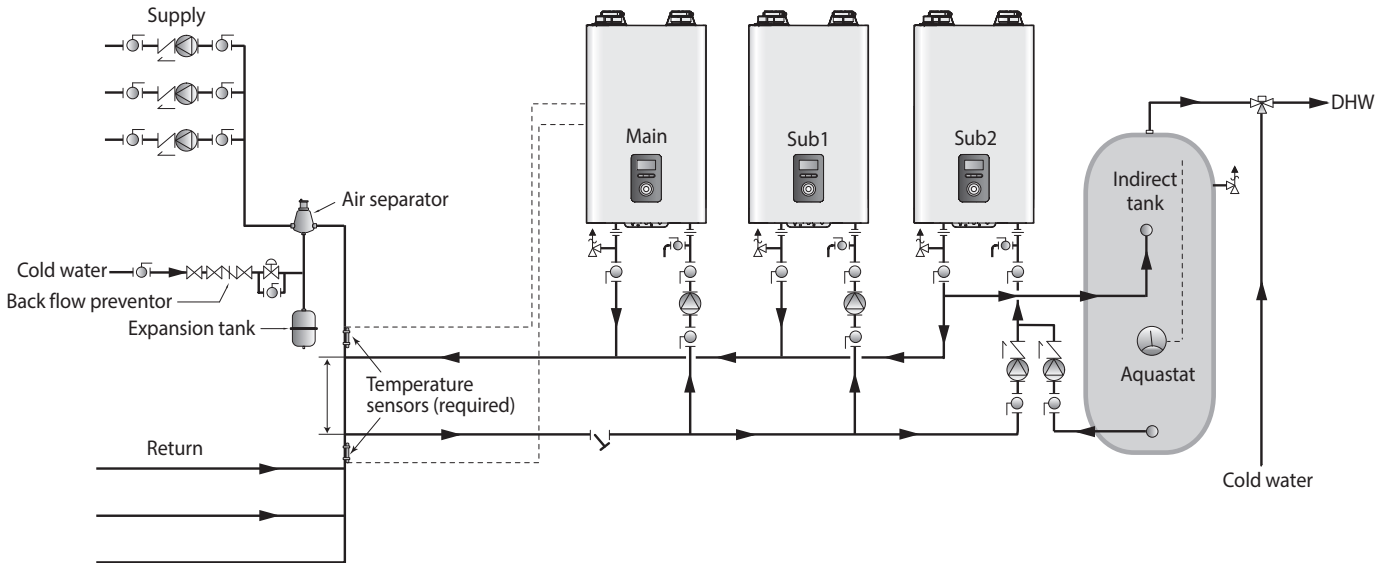 Supply
Main
Sub1
Sub2
DHW
Indirect
tank
Air separator
Cold water
Back flow preventor
Expansion tank
Temperature
sensors (required)
Aquastat
Return
Cold water